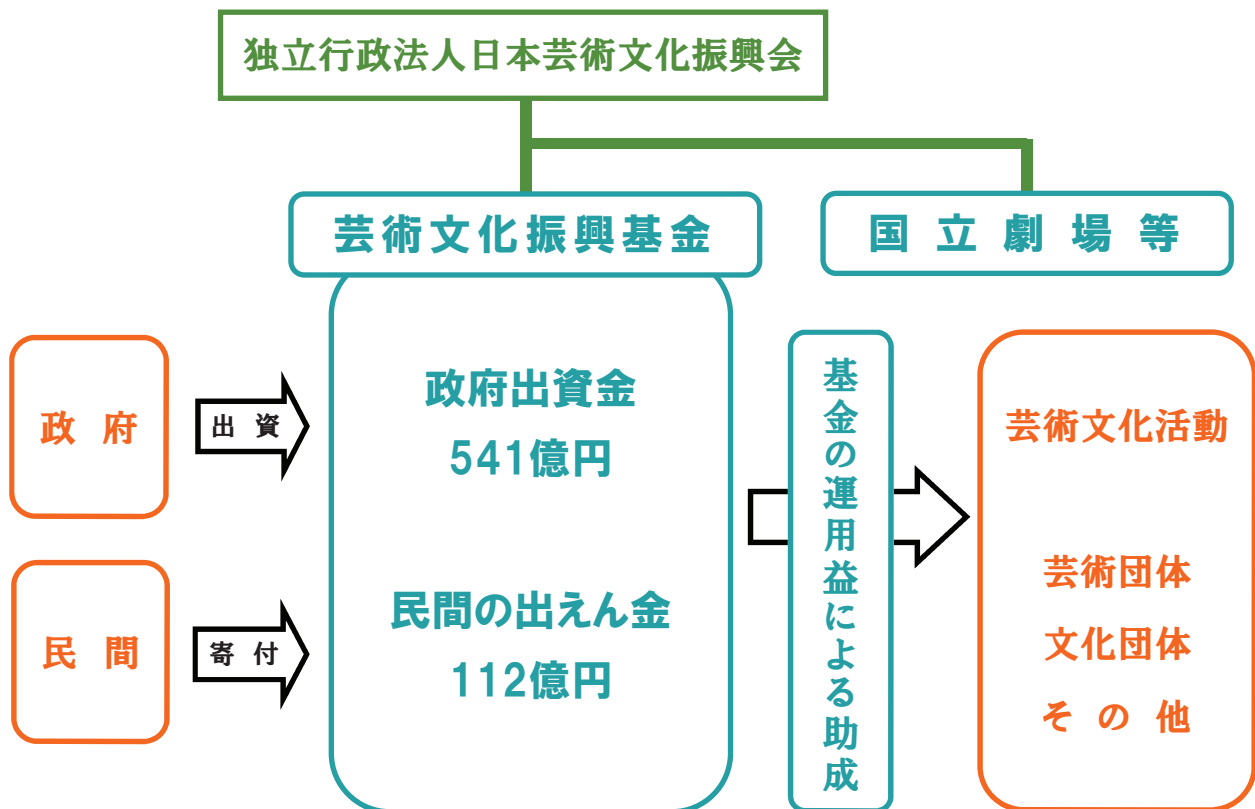 独立行政法人日本芸術文化振興会
芸術文化振興基金
国立劇場等
政府
出資
政府出資金
541億円
民間
寄付
民間の出えん金
112億円
基金の運用益による助成
芸術文化活動
芸術団体
文化団体
その他